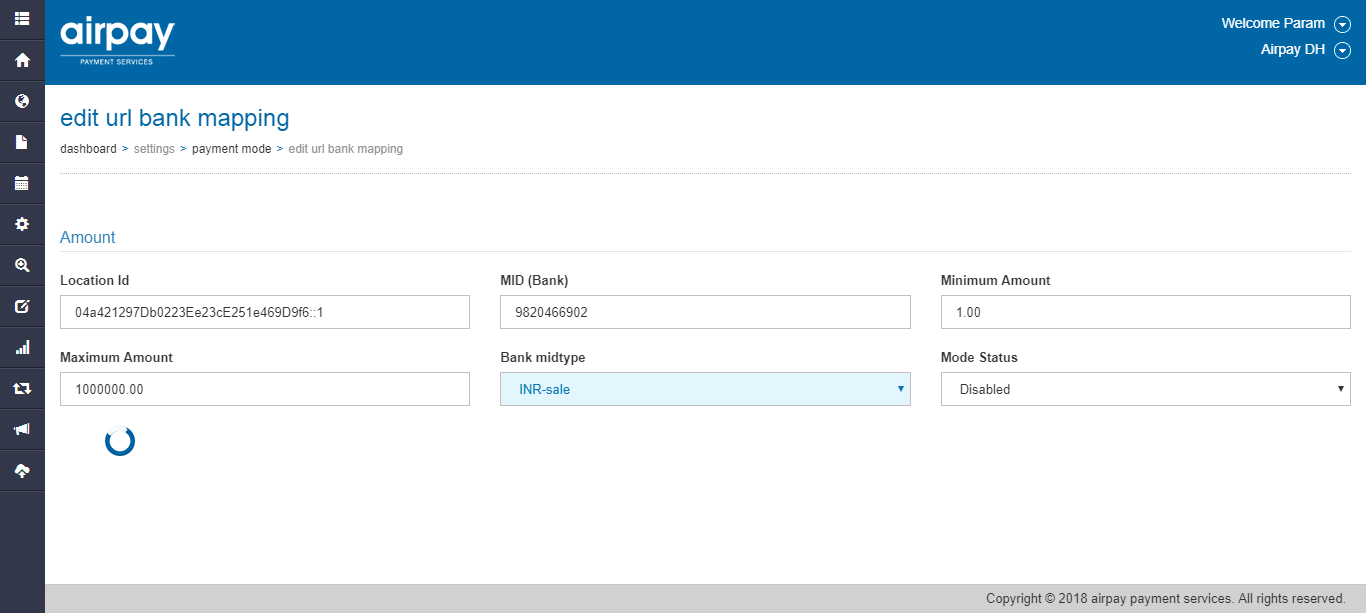 airpay
PAYMENT SERVICES
Welcome Param
Airpay DH
edit url bank mapping
dashboard > settings > payment mode > edit url bank mapping
Amount
Location Id MID (Bank) Minimum Amount
04a421297Db0223Ee23cE251e469D9f6::1 9820466902 1.00
Maximum Amount Bank midtype Mode Status
1000000.00 INR-sale Disabled
Copyright © 2018 airpay payment services. All rights reserved.